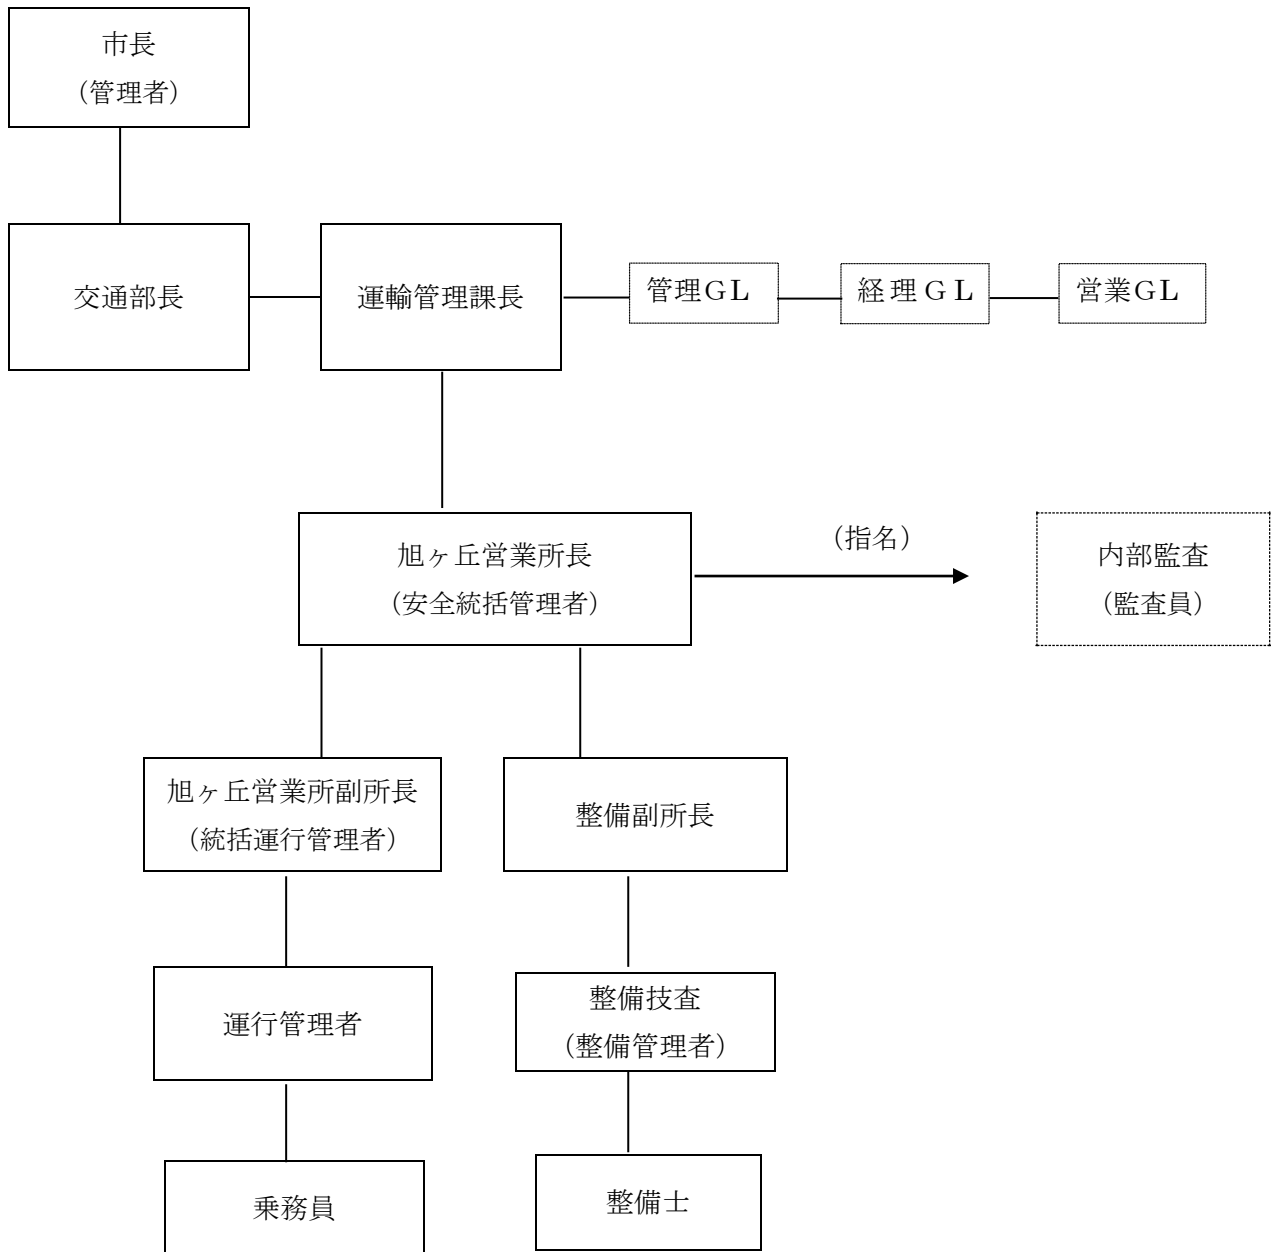 市長
（管理者）
交通部長
運輸管理課長
管理GL
経理GL
営業GL
旭ヶ丘営業所長
（安全統括管理者）
（指名）
内部監査
（監査員）
旭ヶ丘営業所副所長
（統括運行管理者）
整備副所長
運行管理者
整備技査
（整備管理者）
乗務員
整備士